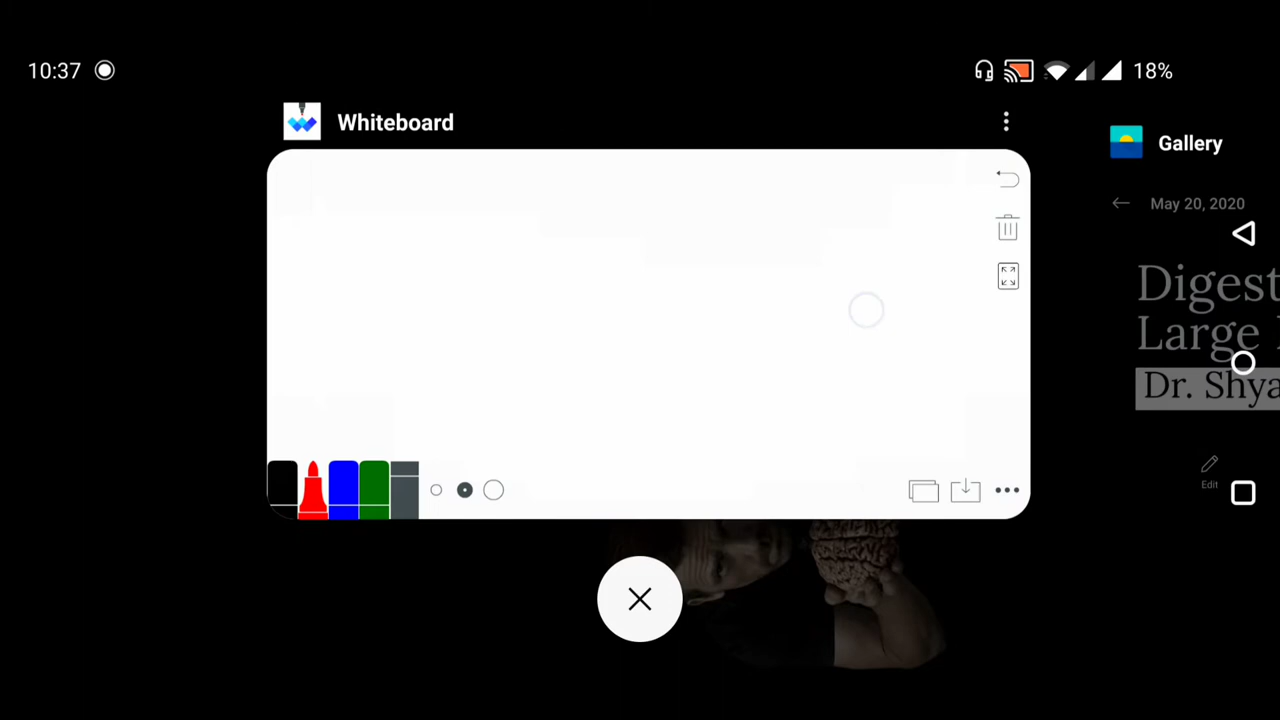 10:37
18%
Whiteboard
Gallery
May 20, 2020
Digest
Large
Dr. Shya
Edit